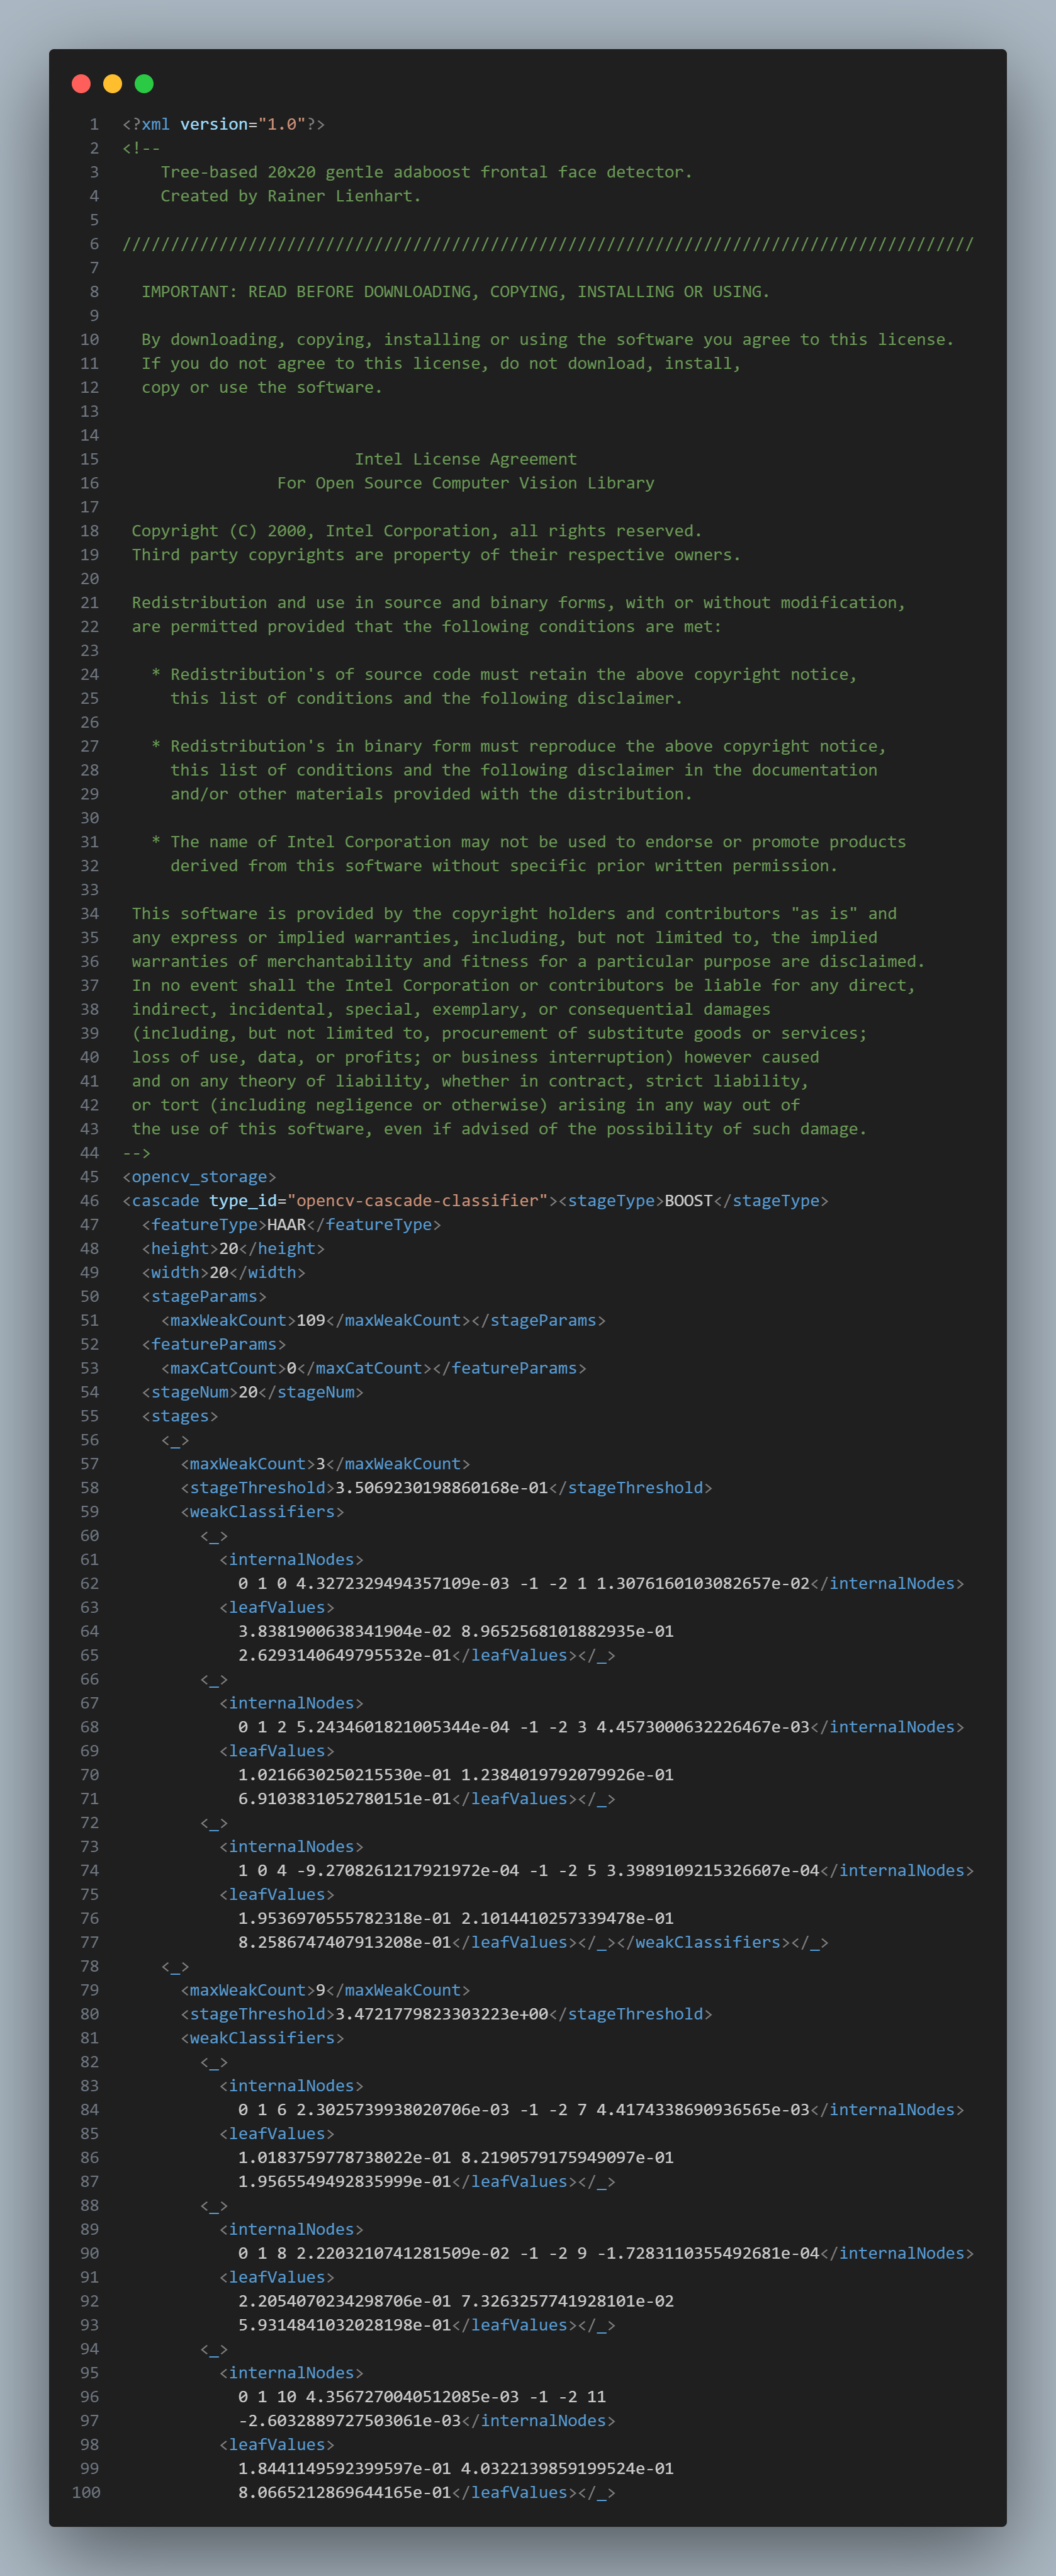 1 <?xml version="1.0"?>
2 <!--
3     Tree-based 20x20 gentle adaboost frontal face detector.
4     Created by Rainer Lienhart.
5
6 ////////////////////////////////////////////////////////////////////////////////////////
7
8   IMPORTANT: READ BEFORE DOWNLOADING, COPYING, INSTALLING OR USING.
9
10   By downloading, copying, installing or using the software you agree to this license.
11   If you do not agree to this license, do not download, install,
12   copy or use the software.
13
14
15                         Intel License Agreement
16                 For Open Source Computer Vision Library
17
18  Copyright (C) 2000, Intel Corporation, all rights reserved.
19  Third party copyrights are property of their respective owners.
20
21  Redistribution and use in source and binary forms, with or without modification,
22  are permitted provided that the following conditions are met:
23
24    * Redistribution's of source code must retain the above copyright notice,
25      this list of conditions and the following disclaimer.
26
27    * Redistribution's in binary form must reproduce the above copyright notice,
28      this list of conditions and the following disclaimer in the documentation
29      and/or other materials provided with the distribution.
30
31    * The name of Intel Corporation may not be used to endorse or promote products
32      derived from this software without specific prior written permission.
33
34  This software is provided by the copyright holders and contributors "as is" and
35  any express or implied warranties, including, but not limited to, the implied
36  warranties of merchantability and fitness for a particular purpose are disclaimed.
37  In no event shall the Intel Corporation or contributors be liable for any direct,
38  indirect, incidental, special, exemplary, or consequential damages
39  (including, but not limited to, procurement of substitute goods or services;
40  loss of use, data, or profits; or business interruption) however caused
41  and on any theory of liability, whether in contract, strict liability,
42  or tort (including negligence or otherwise) arising in any way out of
43  the use of this software, even if advised of the possibility of such damage.
44 -->
45 <opencv_storage>
46 <cascade type_id="opencv-cascade-classifier"><stageType>BOOST</stageType>
47   <featureType>HAAR</featureType>
48   <height>20</height>
49   <width>20</width>
50   <stageParams>
51     <maxWeakCount>109</maxWeakCount></stageParams>
52   <featureParams>
53     <maxCatCount>0</maxCatCount></featureParams>
54   <stageNum>20</stageNum>
55   <stages>
56     <_>
57       <maxWeakCount>3</maxWeakCount>
58       <stageThreshold>3.5069230198860168e-01</stageThreshold>
59       <weakClassifiers>
60         <_>
61           <internalNodes>
62             0 1 0 4.3272329494357109e-03 -1 -2 1 1.3076160103082657e-02</internalNodes>
63           <leafValues>
64             3.8381900638341904e-02 8.9652568101882935e-01
65             2.6293140649795532e-01</leafValues></_>
66         <_>
67           <internalNodes>
68             0 1 2 5.2434601821005344e-04 -1 -2 3 4.4573000632226467e-03</internalNodes>
69           <leafValues>
70             1.0216630250215530e-01 1.2384019792079926e-01
71             6.9103831052780151e-01</leafValues></_>
72         <_>
73           <internalNodes>
74             1 0 4 -9.2708261217921972e-04 -1 -2 5 3.3989109215326607e-04</internalNodes>
75           <leafValues>
76             1.9536970555782318e-01 2.1014410257339478e-01
77             8.2586747407913208e-01</leafValues></_></weakClassifiers></_>
78     <_>
79       <maxWeakCount>9</maxWeakCount>
80       <stageThreshold>3.4721779823303223e+00</stageThreshold>
81       <weakClassifiers>
82         <_>
83           <internalNodes>
84             0 1 6 2.3025739938020706e-03 -1 -2 7 4.4174338690936565e-03</internalNodes>
85           <leafValues>
86             1.0183759778738022e-01 8.2190579175949097e-01
87             1.9565549492835999e-01</leafValues></_>
88         <_>
89           <internalNodes>
90             0 1 8 2.2203210741281509e-02 -1 -2 9 -1.7283110355492681e-04</internalNodes>
91           <leafValues>
92             2.2054070234298706e-01 7.3263257741928101e-02
93             5.9314841032028198e-01</leafValues></_>
94         <_>
95           <internalNodes>
96             0 1 10 4.3567270040512085e-03 -1 -2 11
97             -2.6032889727503061e-03</internalNodes>
98           <leafValues>
99             1.8441149592399597e-01 4.0322139859199524e-01
100             8.0665212869644165e-01</leafValues></_>